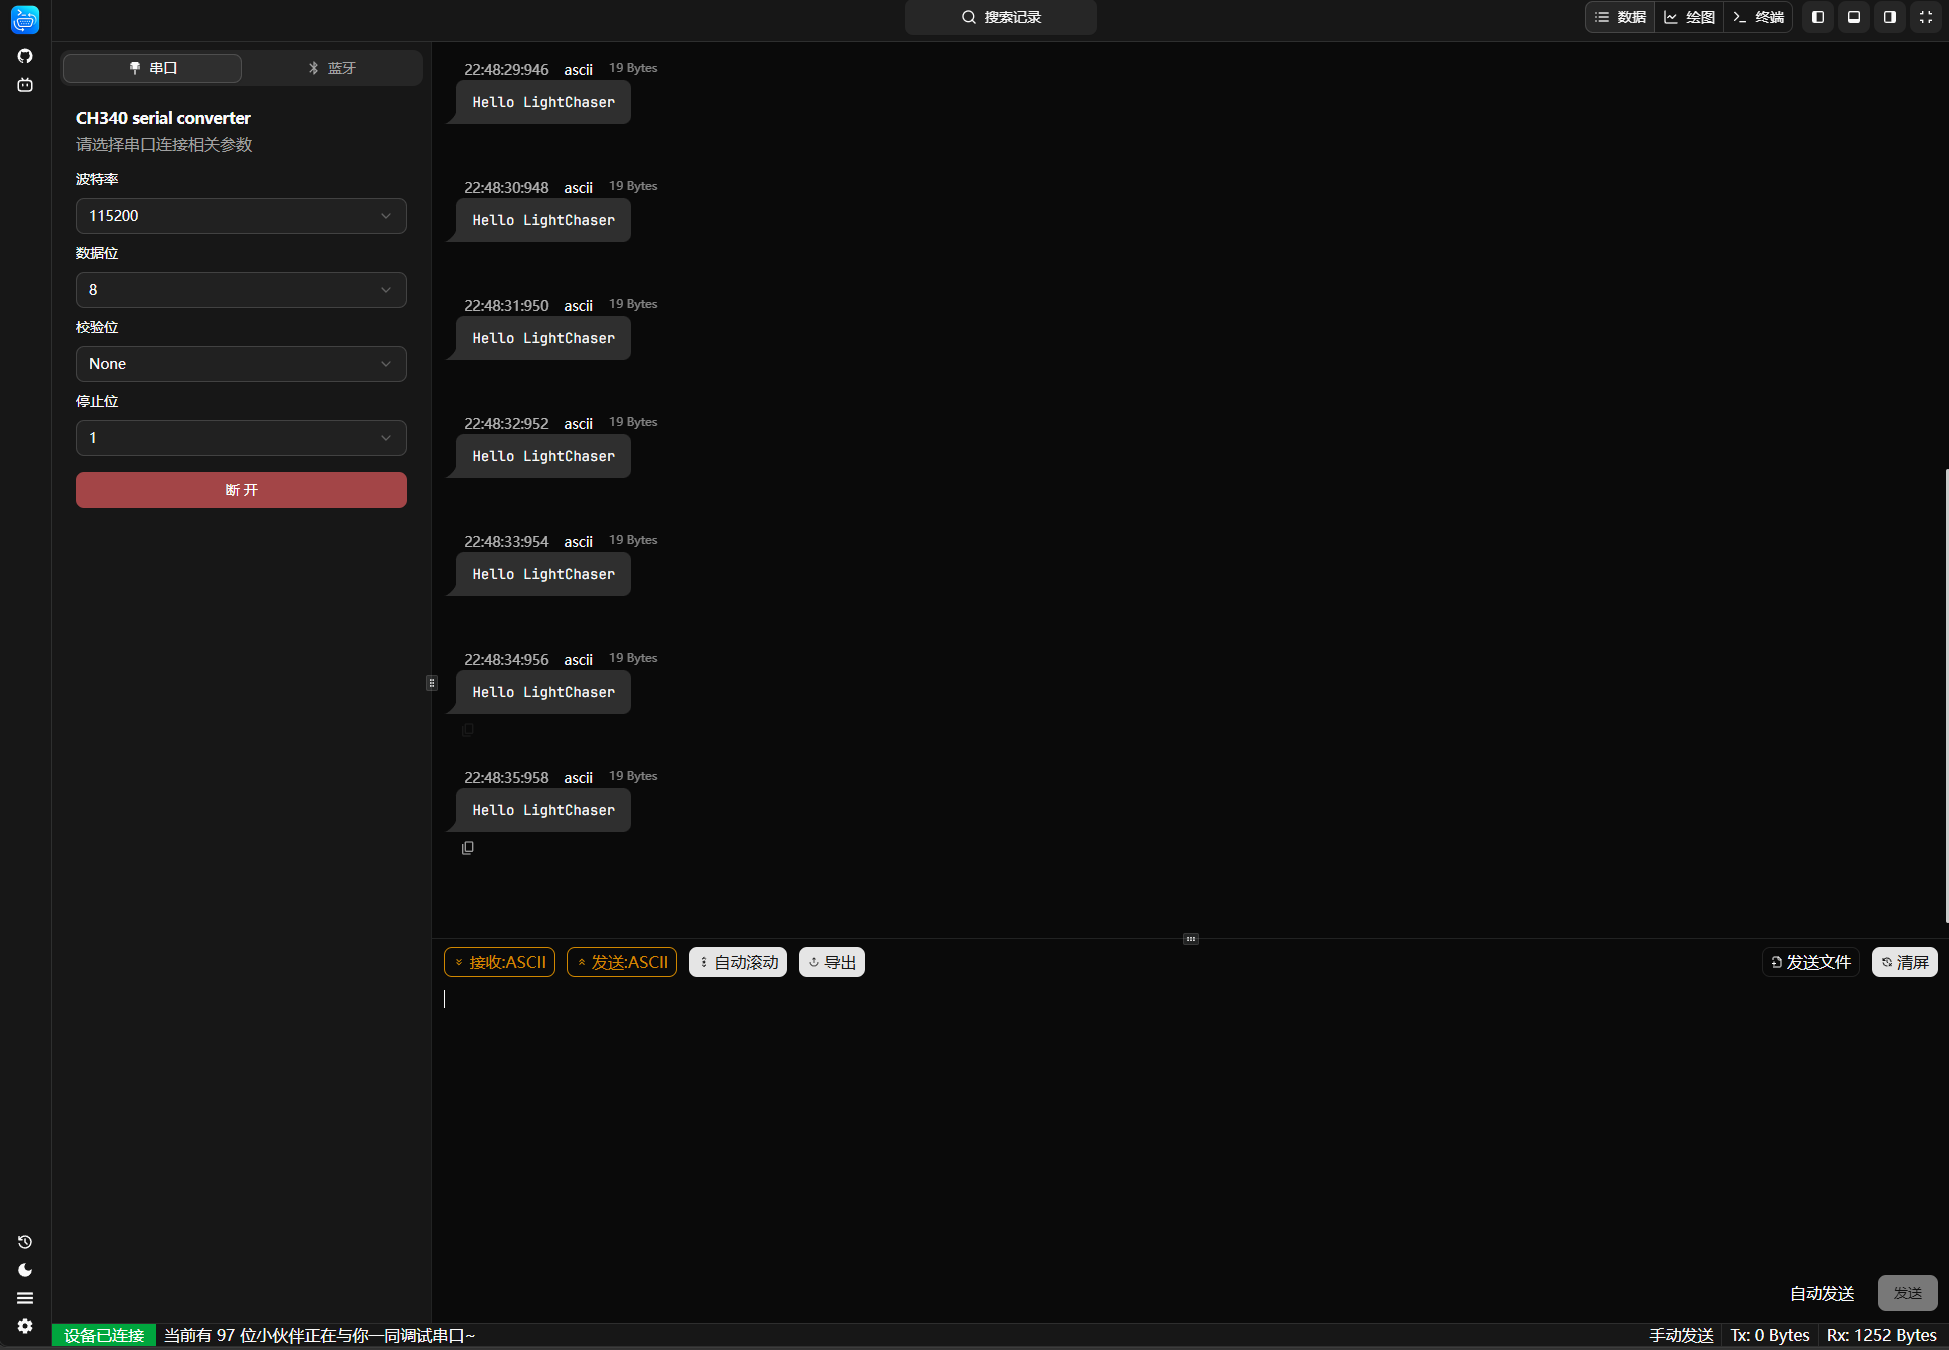 搜索记录
数据
绘图
终端
串口
蓝牙
CH340 serial converter
请选择串口连接相关参数
波特率
115200
数据位
8
校验位
None
停止位
1
断 开
22:48:29:946 ascii 19 Bytes
Hello LightChaser
22:48:30:948 ascii 19 Bytes
Hello LightChaser
22:48:31:950 ascii 19 Bytes
Hello LightChaser
22:48:32:952 ascii 19 Bytes
Hello LightChaser
22:48:33:954 ascii 19 Bytes
Hello LightChaser
22:48:34:956 ascii 19 Bytes
Hello LightChaser
22:48:35:958 ascii 19 Bytes
Hello LightChaser
接收:ASCII
发送:ASCII
自动滚动
导出
发送文件
清屏
自动发送
发送
设备已连接
当前有 97 位小伙伴正在与你一同调试串口~
手动发送
Tx: 0 Bytes
Rx: 1252 Bytes